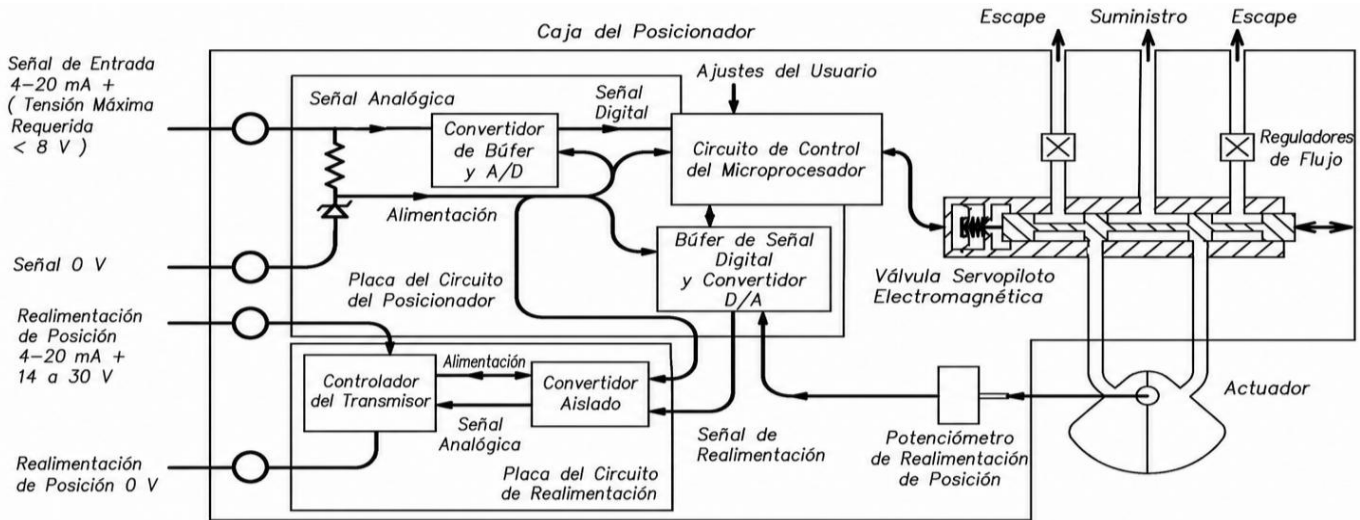 Escape
Suministro
Escape
Caja del Posicionador
Señal de Entrada
4-20 mA +
( Tensión Máxima
Requerida
< 8 V )
Ajustes del Usuario
Señal Analógica
Señal
Digital
Convertidor
de Búfer
y A/D
Circuito de Control
del Microprocesador
Reguladores
de Flujo
Alimentación
Búfer de Señal
Digital
y Convertidor
D/A
Señal 0 V
Placa del Circuito
del Posicionador
Válvula Servopiloto
Electromagnética
Realimentación
de Posición
4-20 mA +
14 a 30 V
Alimentación
Controlador
del Transmisor
Convertidor
Aislado
Señal
Analógica
Actuador
Señal de
Realimentación
Potenciómetro
de Realimentación
de Posición
Realimentación
de Posición 0 V
Placa del Circuito
de Realimentación